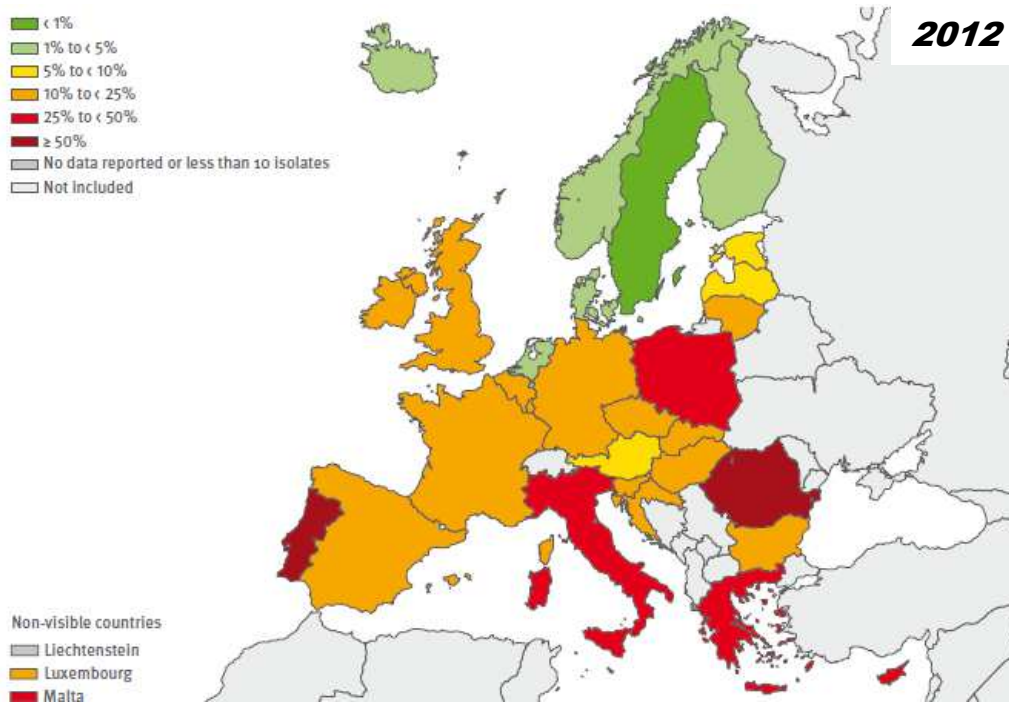 2012
< 1%
1% to < 5%
5% to < 10%
10% to < 25%
25% to < 50%
≥ 50%
No data reported or less than 10 isolates
Not included
Non-visible countries
Liechtenstein
Luxembourg
Malta